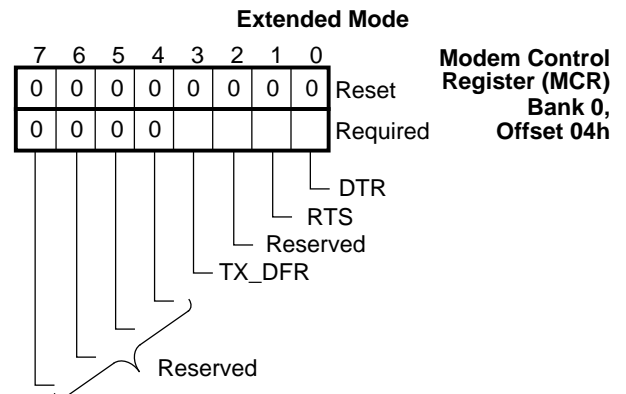 Extended Mode
7 6 5 4 3 2 1 0
0 0 0 0 0 0 0 0 Reset
0 0 0 0 Required
Modem Control
Register (MCR)
Bank 0,
Offset 04h
DTR
RTS
Reserved
TX_DFR
Reserved